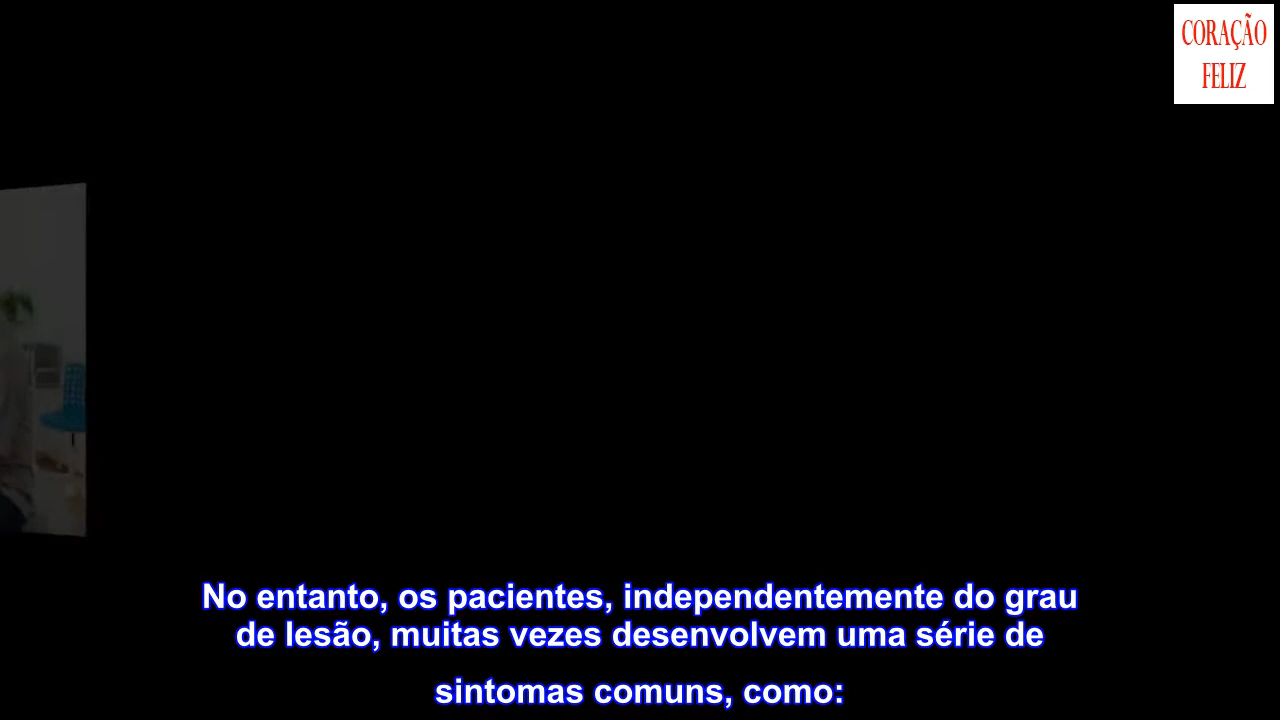 CORAÇÃO
FELIZ
No entanto, os pacientes, independentemente do grau
de lesão, muitas vezes desenvolvem uma série de
sintomas comuns, como: